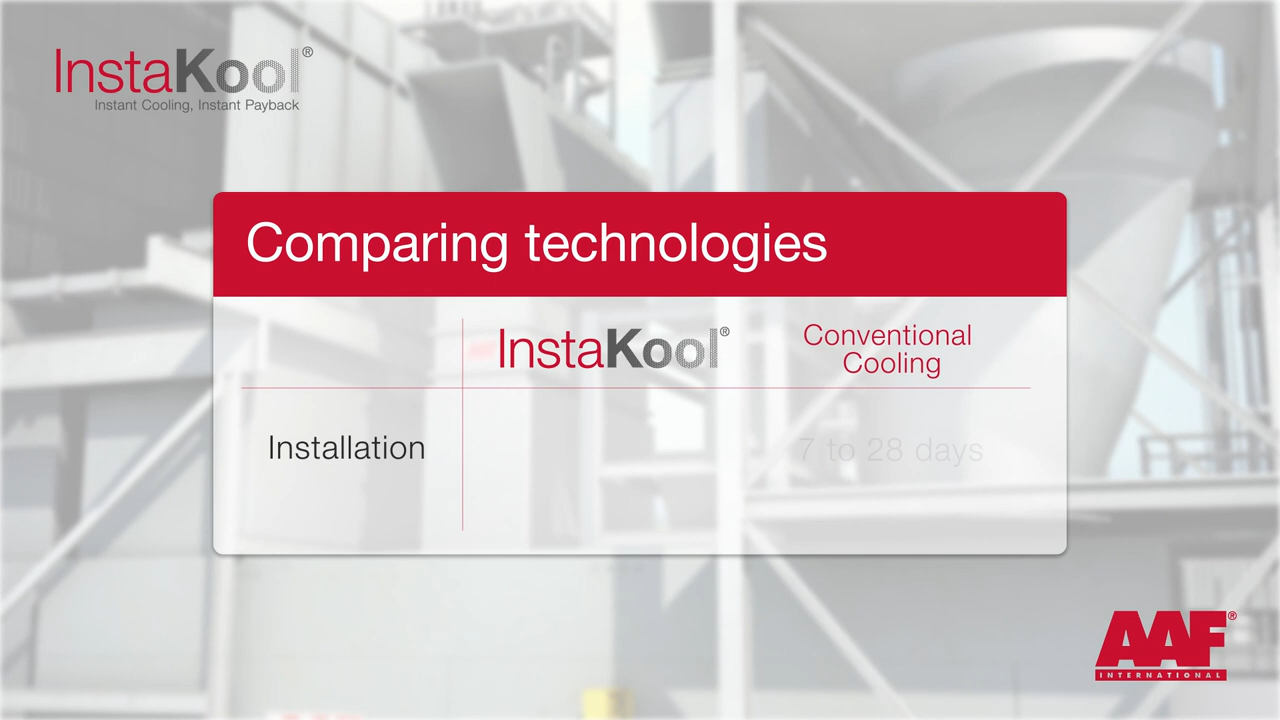 InstaKool®
Instant Cooling, Instant Payback
Comparing technologies
InstaKool®
Conventional
Cooling
Installation
7 to 28 days
AAF®
INTERNATIONAL